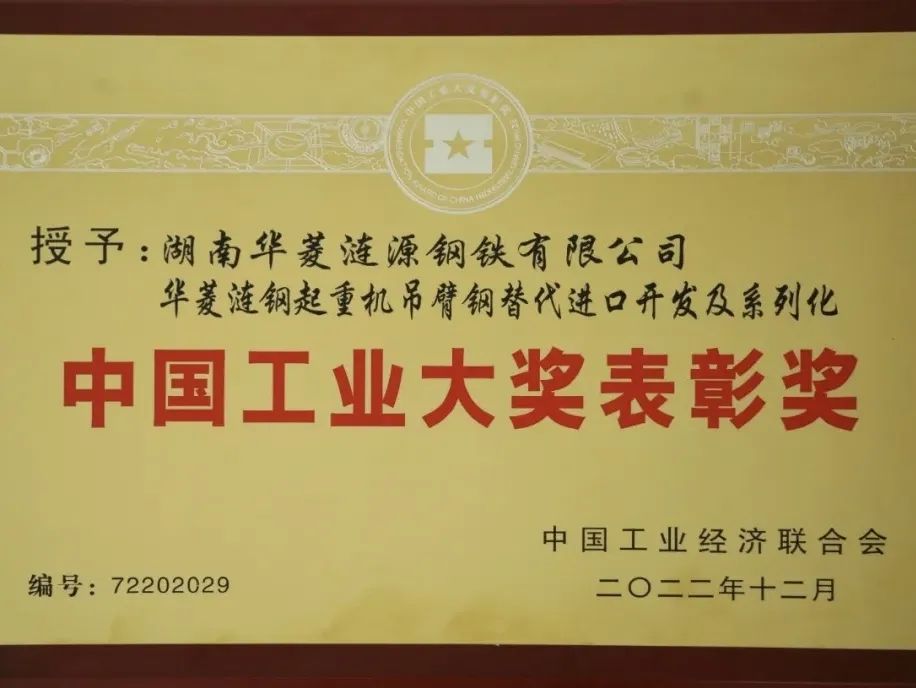 授予：湖南华菱涟源钢铁有限公司
华菱涟钢起重机吊臂钢替代进口开发及系列化
中国工业大奖表彰奖
中国工业经济联合会
编号：72202029
二〇二二年十二月